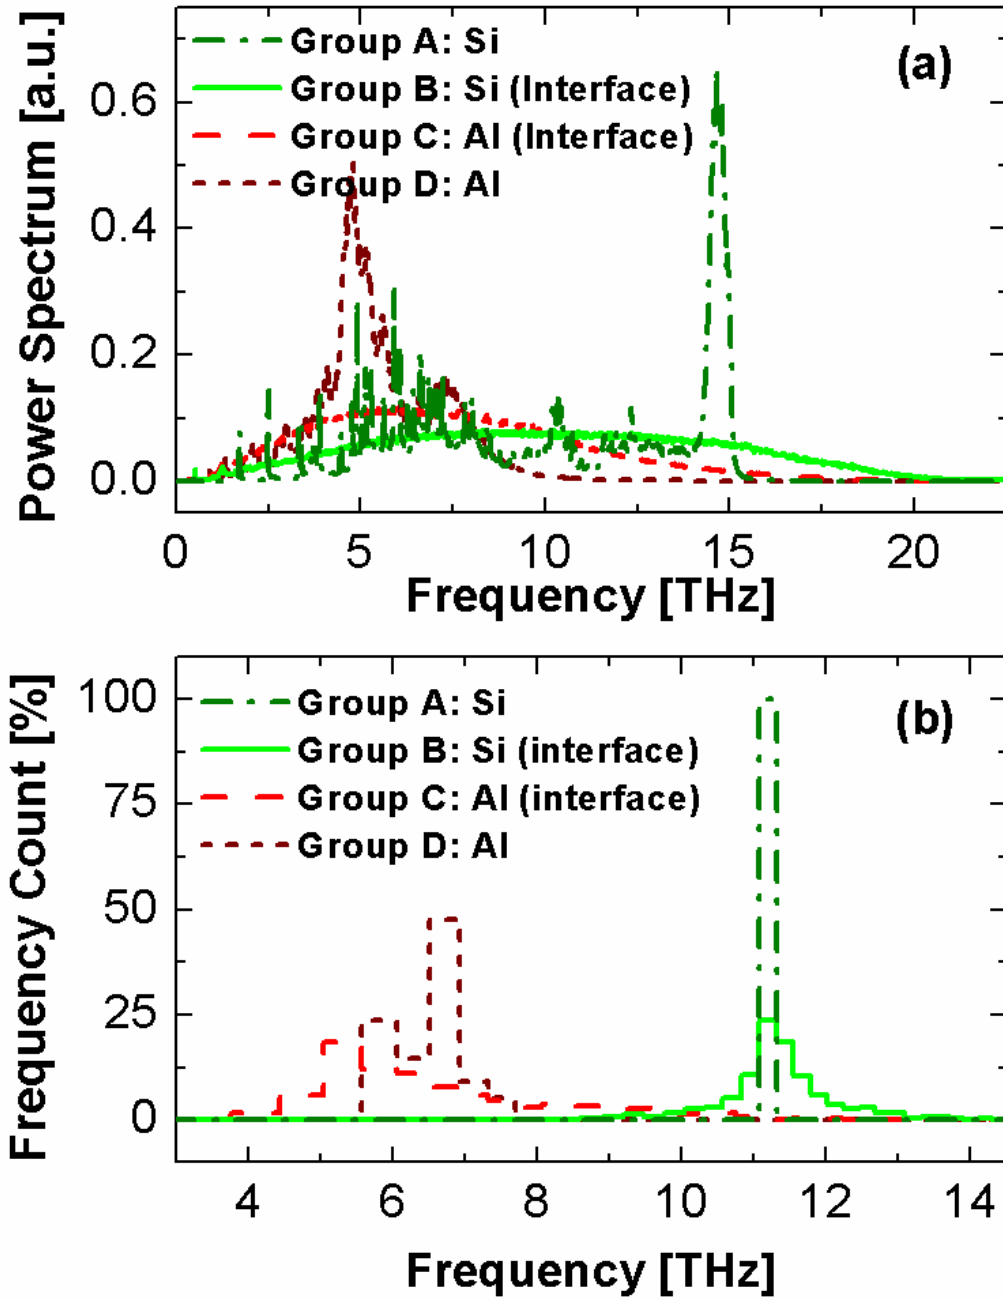 Power Spectrum [a.u.]
0.6
0.4
0.2
0.0
Group A: Si
Group B: Si (Interface)
Group C: Al (Interface)
Group D: Al
(a)
0 5 10 15 20
Frequency [THz]
Frequency Count [%]
100
75
50
25
0
Group A: Si
Group B: Si (interface)
Group C: Al (interface)
Group D: Al
(b)
4 6 8 10 12 14
Frequency [THz]